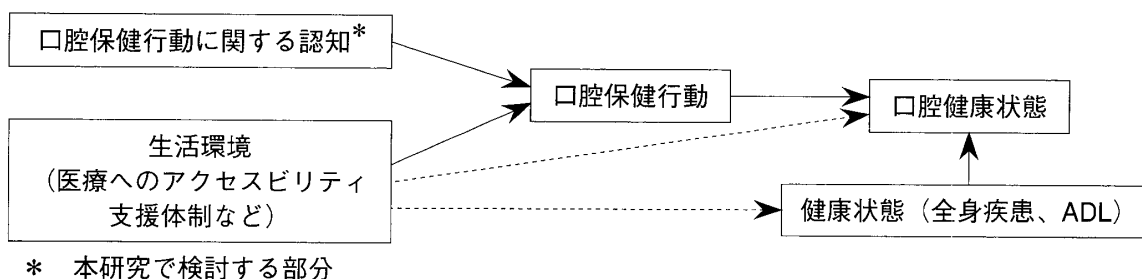 口腔保健行動に関する認知*
口腔保健行動
口腔健康状態
生活環境
（医療へのアクセスビリティ
支援体制など）
健康状態（全身疾患、ADL）
* 本研究で検討する部分